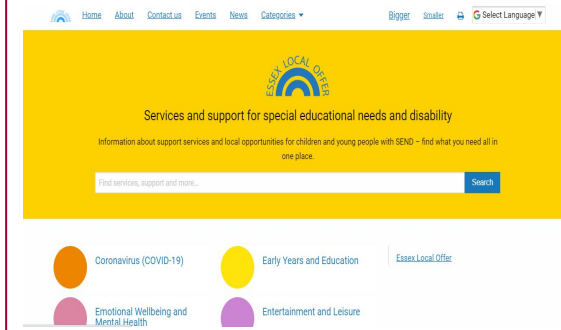 Home About Contact us Events News Categories ▼ Bigger Smaller G Select Language ▼
ESSEX LOCAL OFFER
Services and support for special educational needs and disability
Information about support services and local opportunities for children and young people with SEND – find what you need all in
one place.
Find services, support and more... Search
Coronavirus (COVID-19) Early Years and Education Essex Local Offer
Emotional Wellbeing and Entertainment and Leisure
Mental Health